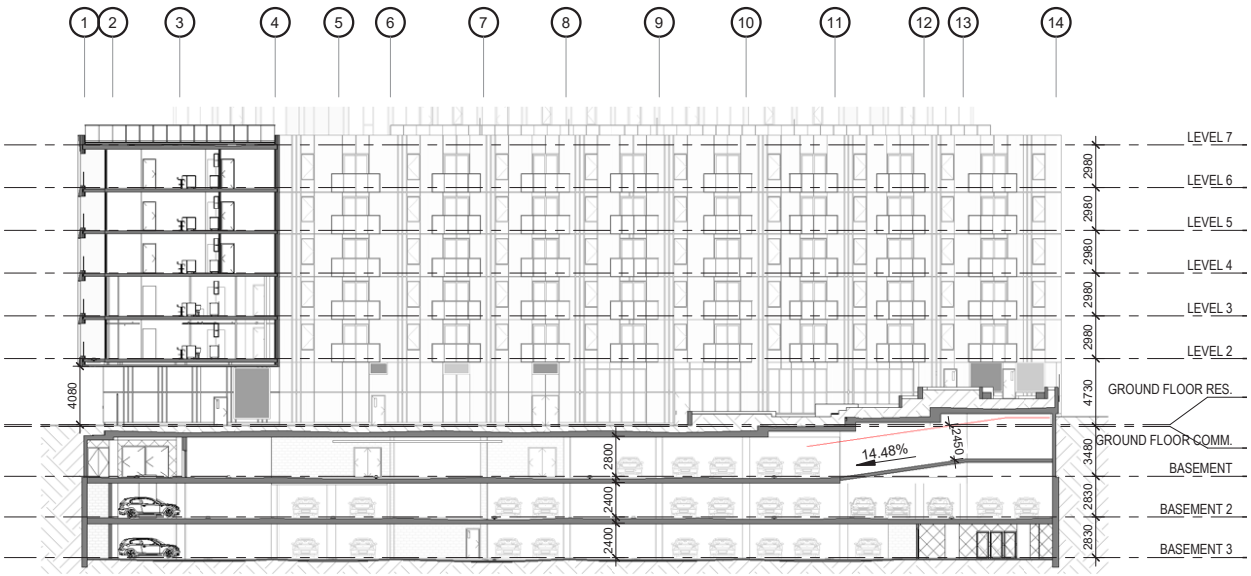 1 2 3 4 5 6 7 8 9 10 11 12 13 14
LEVEL 7
2980
LEVEL 6
2980
LEVEL 5
2980
LEVEL 4
2980
LEVEL 3
2980
LEVEL 2
4080
4730
GROUND FLOOR RES.
GROUND FLOOR COMM.
2800
14.48%
2450
3480
BASEMENT
2400
2830
BASEMENT 2
2400
2830
BASEMENT 3